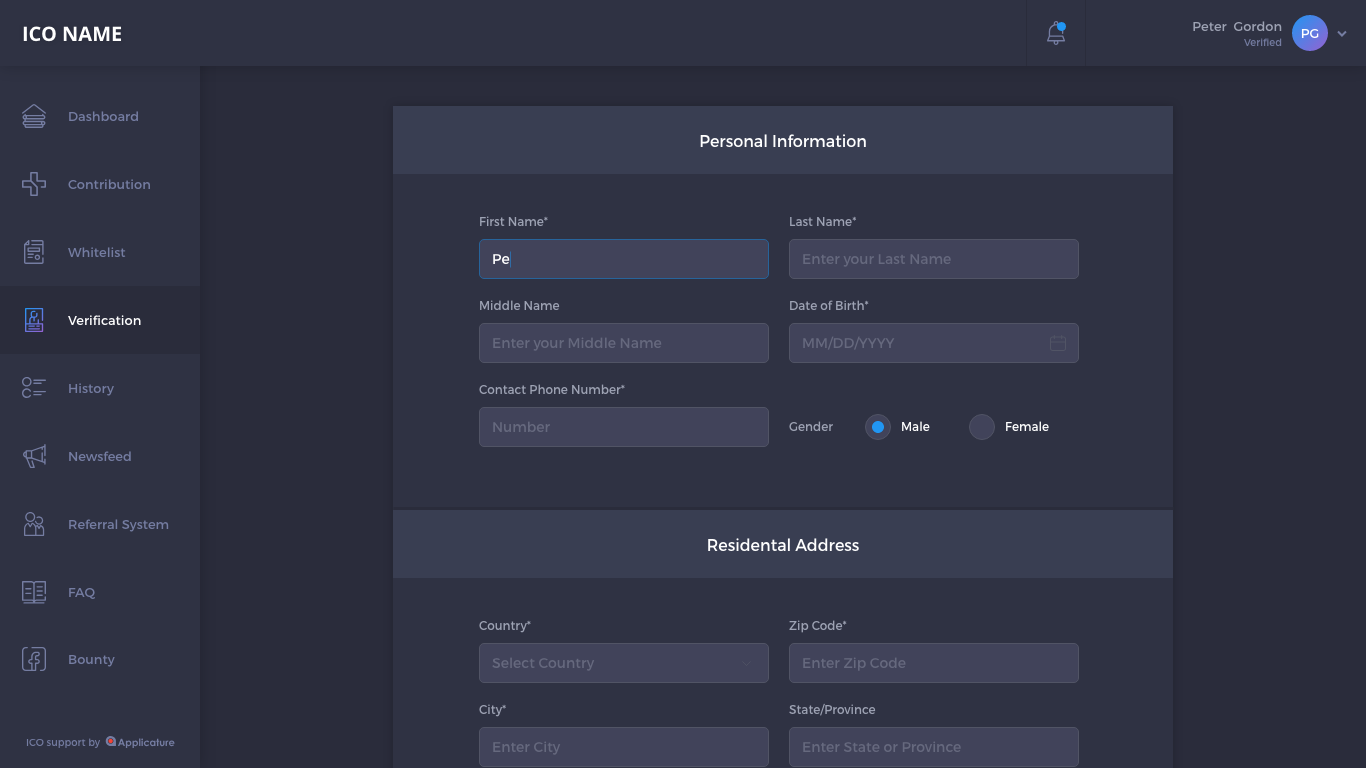 ICO NAME
Peter Gordon
Verified
PG
Dashboard
Contribution
Whitelist
Verification
History
Newsfeed
Referral System
FAQ
Bounty
ICO support by Applicature
Personal Information
First Name*
Last Name*
Pe
Enter your Last Name
Middle Name
Date of Birth*
Enter your Middle Name
MM/DD/YYYY
Contact Phone Number*
Number
Gender Male Female
Residental Address
Country*
Zip Code*
Select Country
Enter Zip Code
City*
State/Province
Enter City
Enter State or Province